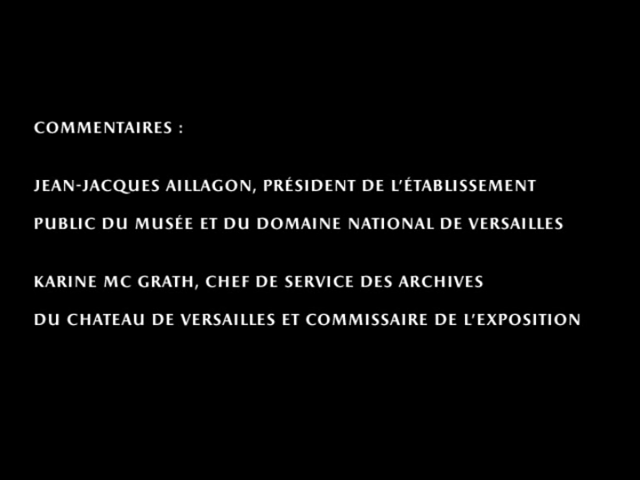 COMMENTAIRES :
JEAN-JACQUES AILLAGON, PRÉSIDENT DE L’ÉTABLISSEMENT
PUBLIC DU MUSÉE ET DU DOMAINE NATIONAL DE VERSAILLES
KARINE MC GRATH, CHEF DE SERVICE DES ARCHIVES
DU CHATEAU DE VERSAILLES ET COMMISSAIRE DE L’EXPOSITION